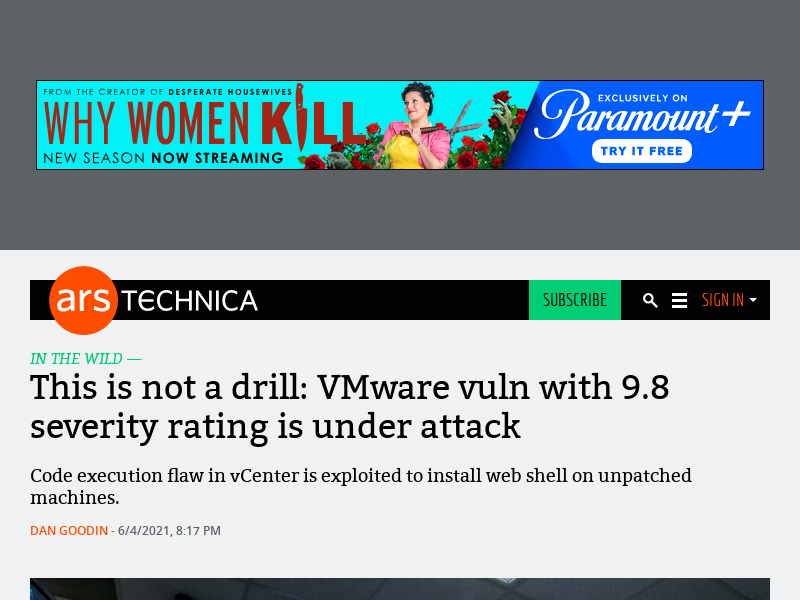 FROM THE CREATOR OF DESPERATE HOUSEWIVES
WHY WOMEN KILL
NEW SEASON NOW STREAMING
EXCLUSIVELY ON
Paramount+
TRY IT FREE
ars TECHNICA
SUBSCRIBE
SIGN IN
IN THE WILD —
This is not a drill: VMware vuln with 9.8
severity rating is under attack
Code execution flaw in vCenter is exploited to install web shell on unpatched
machines.
DAN GOODIN - 6/4/2021, 8:17 PM